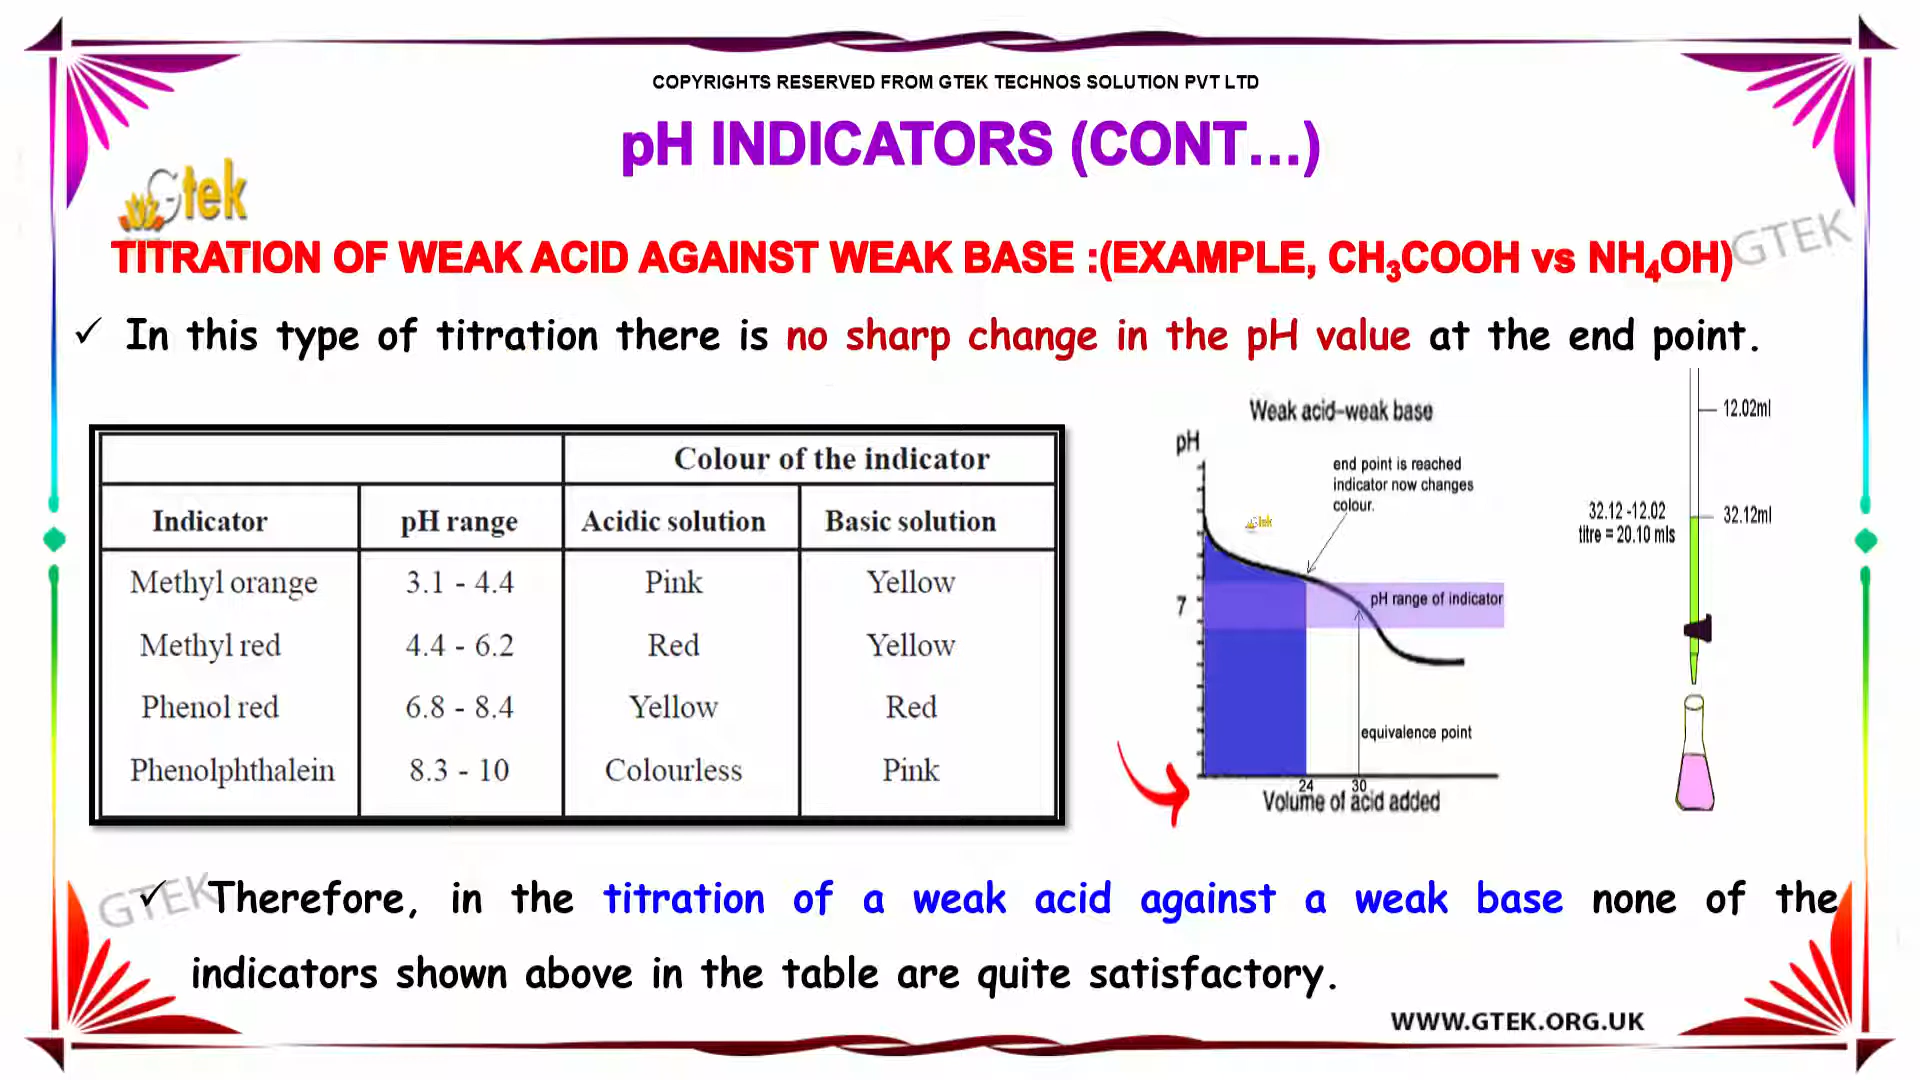 COPYRIGHTS RESERVED FROM GTEK TECHNOS SOLUTION PVT LTD
pH INDICATORS (CONT...)
Gtek
GTEK
TITRATION OF WEAK ACID AGAINST WEAK BASE :(EXAMPLE, CH₃COOH vs NH₄OH)
✓ In this type of titration there is no sharp change in the pH value at the end point.
Colour of the indicator
Indicator pH range Acidic solution Basic solution
Methyl orange 3.1 - 4.4 Pink Yellow
Methyl red 4.4 - 6.2 Red Yellow
Phenol red 6.8 - 8.4 Yellow Red
Phenolphthalein 8.3 - 10 Colourless Pink
Weak acid-weak base
pH
end point is reached
indicator now changes
colour.
Gtek
7
pH range of indicator
equivalence point
24 30
Volume of acid added
12.02ml
32.12 -12.02
titre = 20.10 mls
32.12ml
GTEK
✓ Therefore, in the titration of a weak acid against a weak base none of the
indicators shown above in the table are quite satisfactory.
WWW.GTEK.ORG.UK